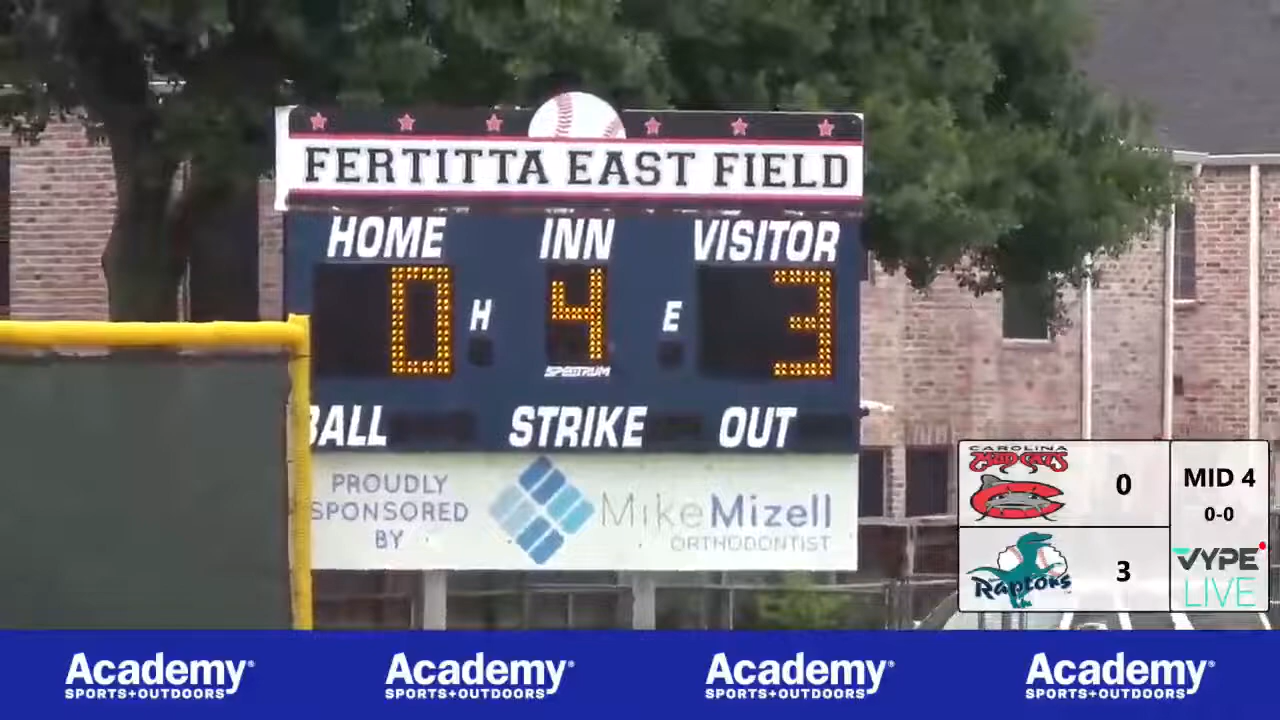 FERTITTA EAST FIELD
HOME INN VISITOR
0 H 4 E 3
SPECTRUM
BALL STRIKE OUT
PROUDLY
SPONSORED
BY
MikeMizell
ORTHODONTIST
CAROLINA
MUDCATS
C
0
MID 4
0-0
Raptors
3
VYPE
LIVE
Academy
SPORTS+OUTDOORS
Academy
SPORTS+OUTDOORS
Academy
SPORTS+OUTDOORS
Academy
SPORTS+OUTDOORS